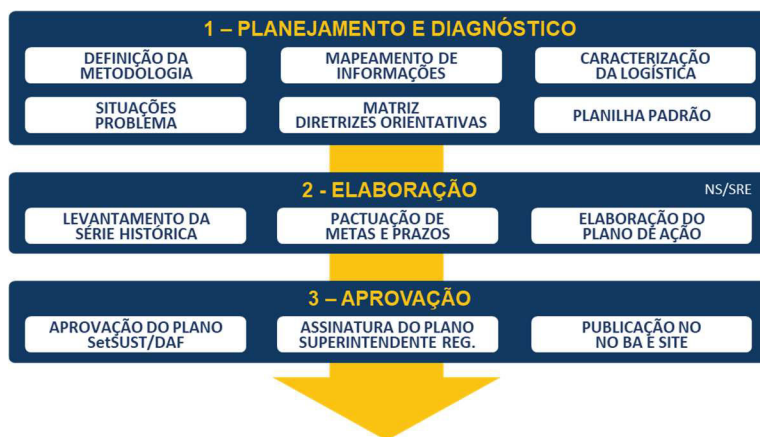 1 – PLANEJAMENTO E DIAGNÓSTICO
DEFINIÇÃO DA
METODOLOGIA
MAPEAMENTO DE
INFORMAÇÕES
CARACTERIZAÇÃO
DA LOGÍSTICA
SITUAÇÕES
PROBLEMA
MATRIZ
DIRETRIZES ORIENTATIVAS
PLANILHA PADRÃO
2 - ELABORAÇÃO
NS/SRE
LEVANTAMENTO DA
SÉRIE HISTÓRICA
PACTUAÇÃO DE
METAS E PRAZOS
ELABORAÇÃO DO
PLANO DE AÇÃO
3 – APROVAÇÃO
APROVAÇÃO DO PLANO
SetSUST/DAF
ASSINATURA DO PLANO
SUPERINTENDENTE REG.
PUBLICAÇÃO NO
NO BA E SITE